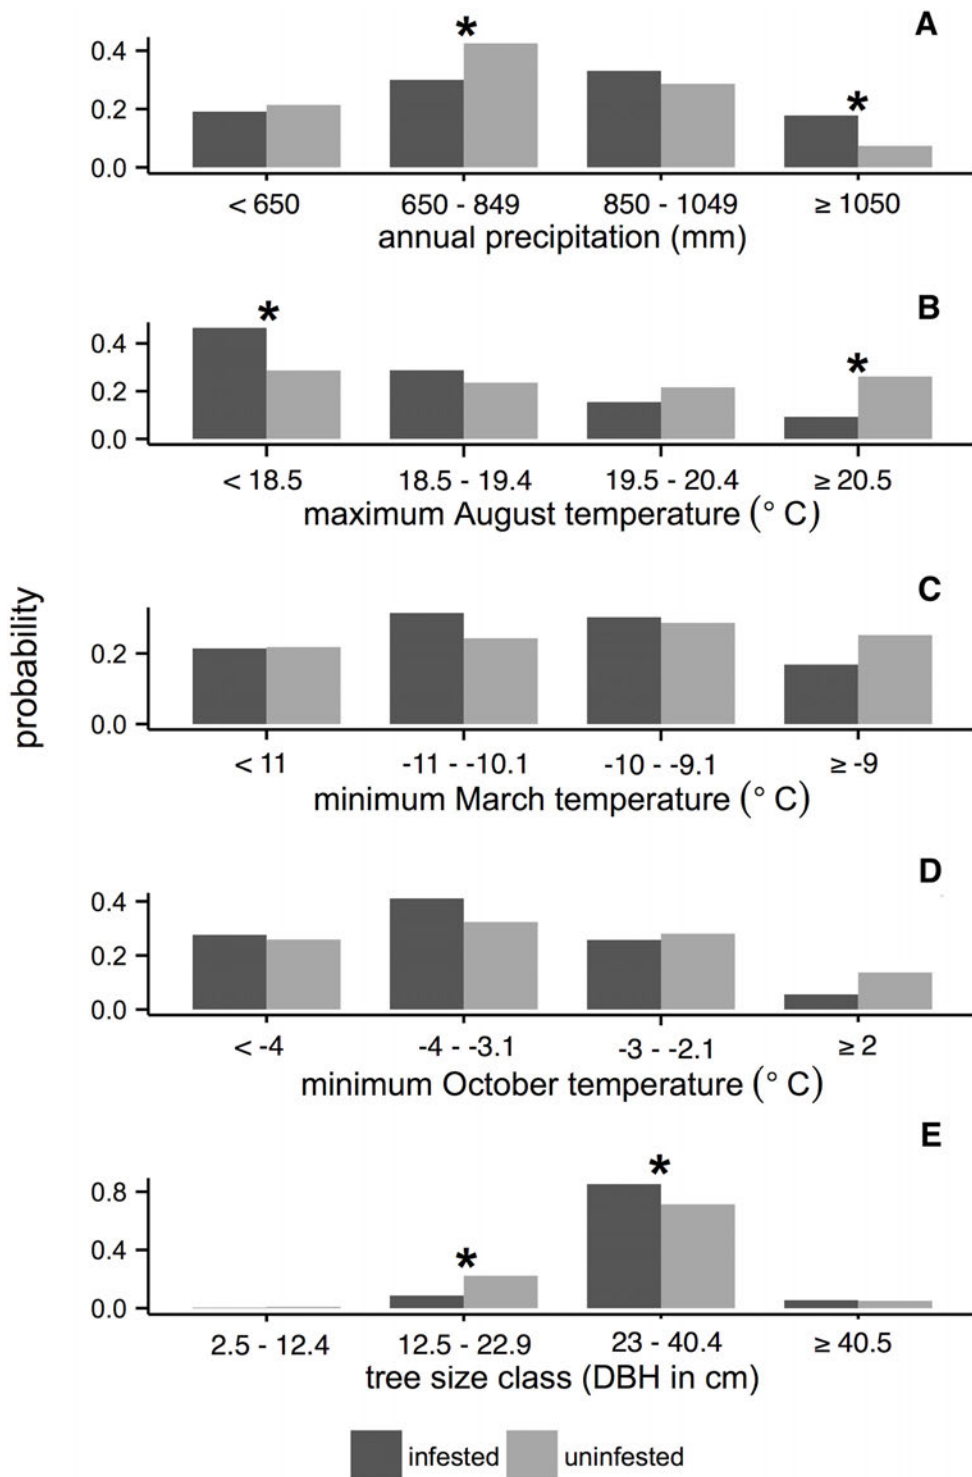 A
*
*
0.4
0.2
0.0
< 650 650 - 849 850 - 1049 ≥ 1050
annual precipitation (mm)
B
*
*
0.4
0.2
0.0
< 18.5 18.5 - 19.4 19.5 - 20.4 ≥ 20.5
maximum August temperature (° C)
C
0.2
0.0
< 11 -11 - -10.1 -10 - -9.1 ≥ -9
minimum March temperature (° C)
probability
D
0.4
0.2
0.0
< -4 -4 - -3.1 -3 - -2.1 ≥ 2
minimum October temperature (° C)
E
*
*
0.8
0.4
0.0
2.5 - 12.4 12.5 - 22.9 23 - 40.4 ≥ 40.5
tree size class (DBH in cm)
infested uninfested